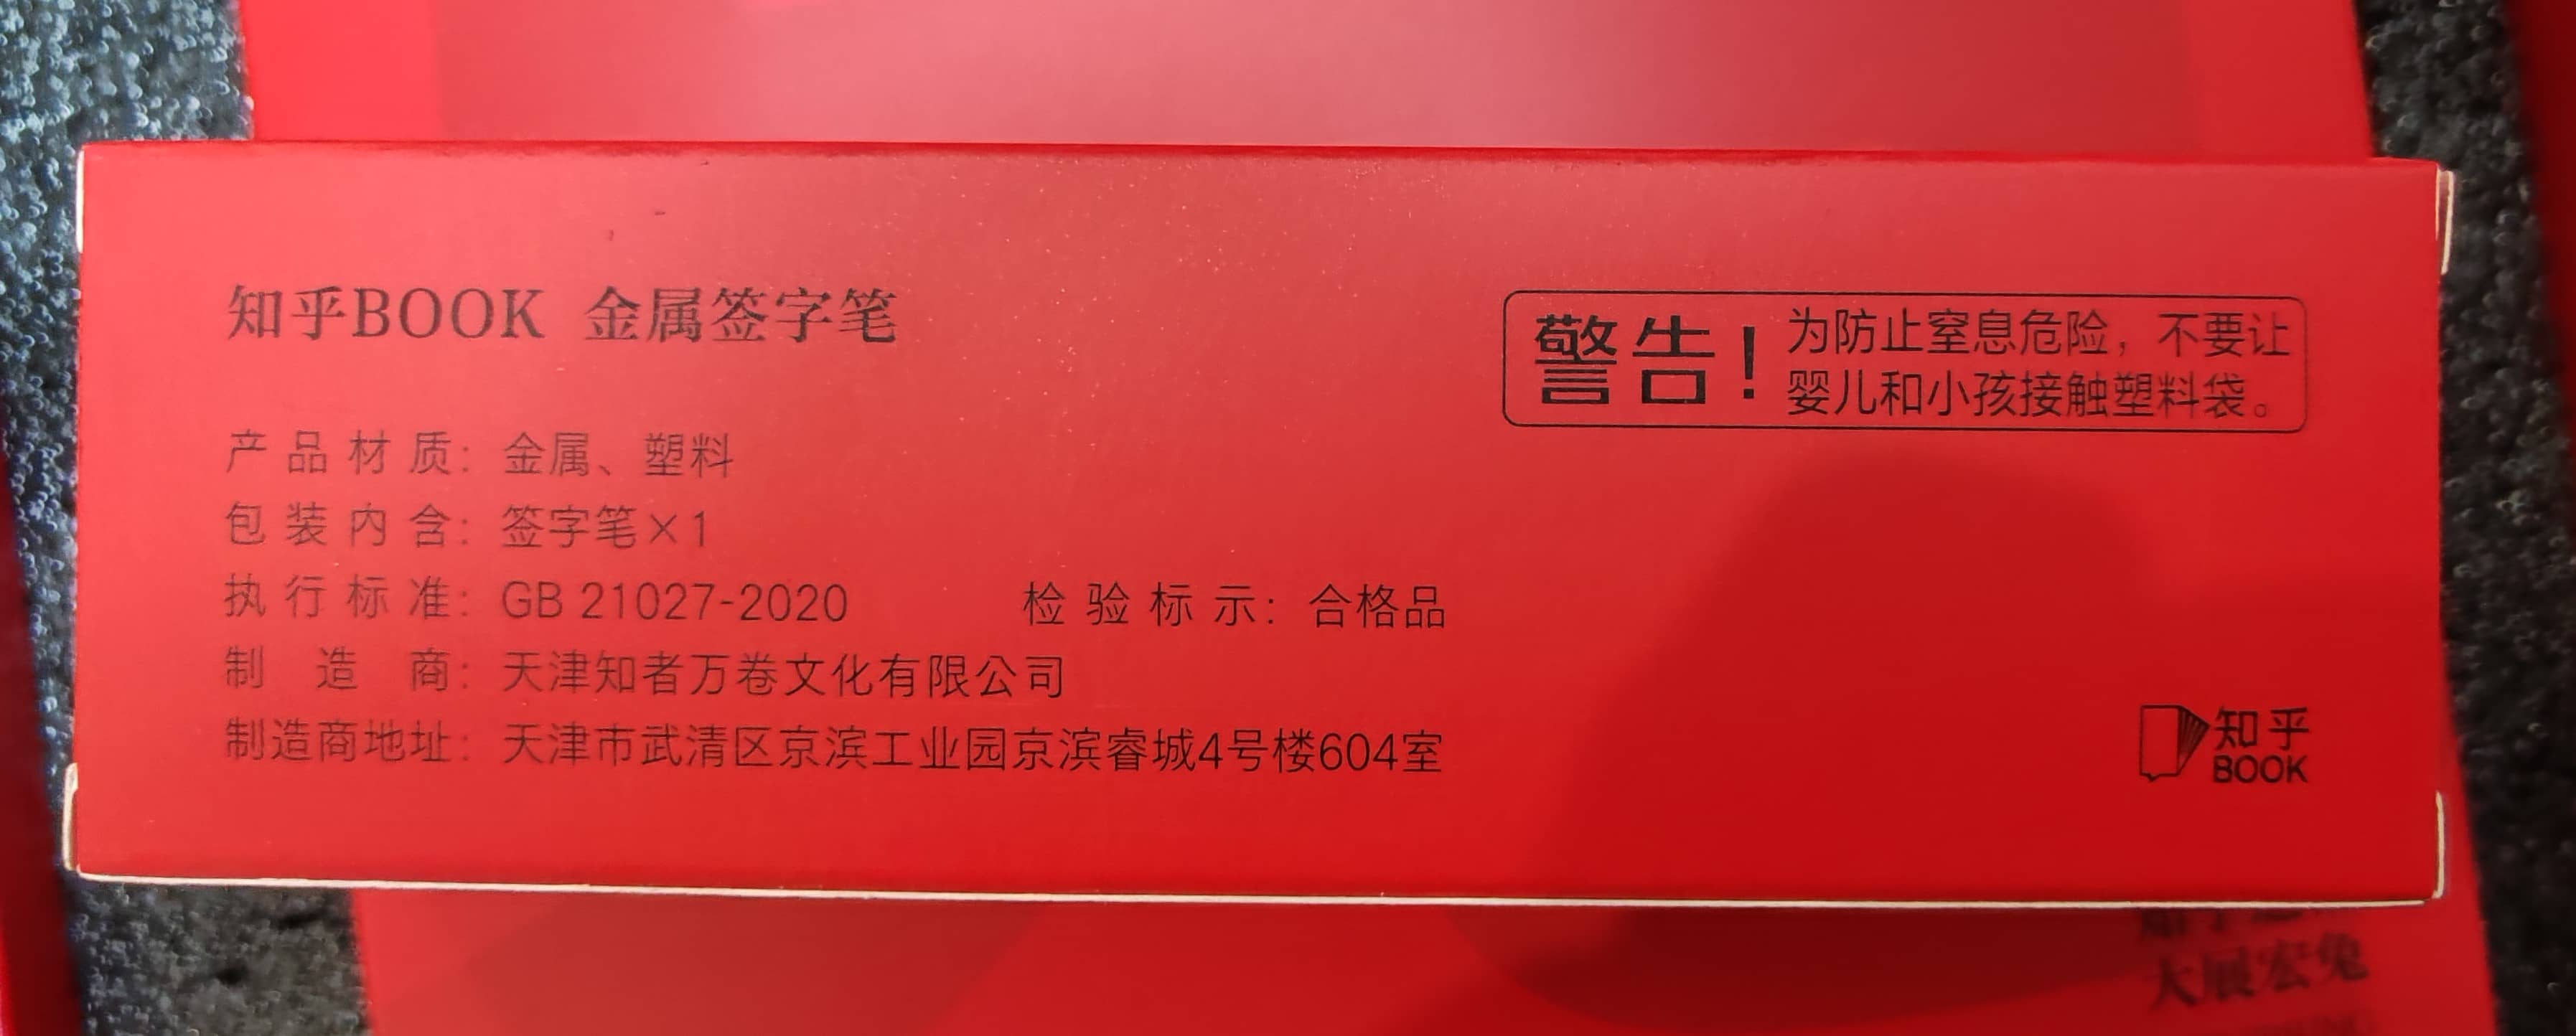 知乎BOOK 金属签字笔
警告！为防止窒息危险，不要让
婴儿和小孩接触塑料袋。
产品材质：金属、塑料
包装内含：签字笔×1
执行标准：GB 21027-2020 检验标示：合格品
制造商：天津知者万卷文化有限公司
制造商地址：天津市武清区京滨工业园京滨睿城4号楼604室
知乎
BOOK
大展宏兔